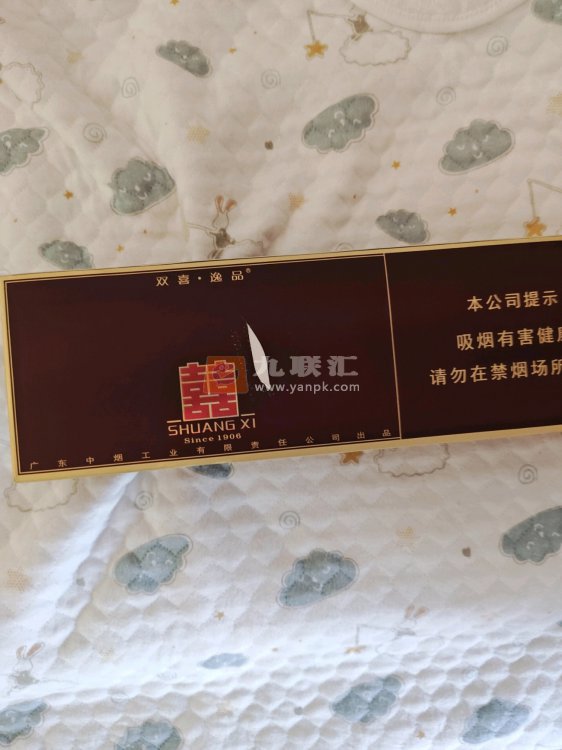 双喜·逸品®
九联汇
www.yanpk.com
囍
SHUANG XI
Since 1906
广东中烟工业有限责任公司出品
本公司提示
吸烟有害健康
请勿在禁烟场所